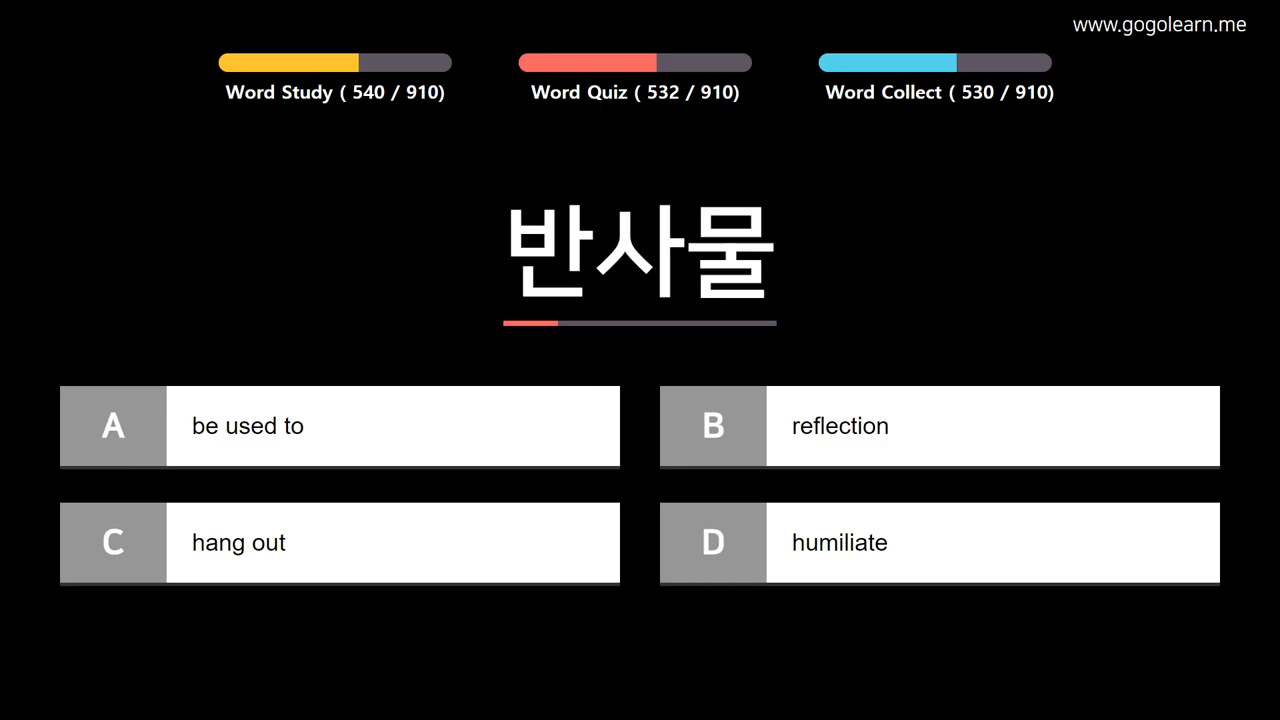 www.gogolearn.me
Word Study ( 540 / 910)
Word Quiz ( 532 / 910)
Word Collect ( 530 / 910)
반사물
A be used to
B reflection
C hang out
D humiliate